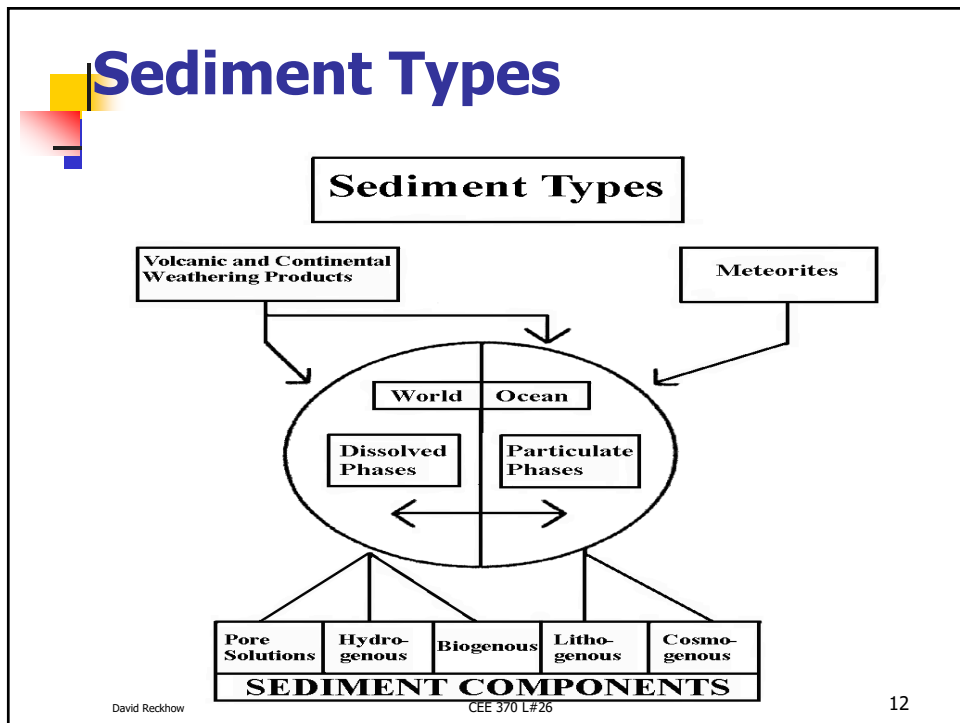 Sediment Types
Sediment Types
Volcanic and Continental
Weathering Products
Meteorites
World Ocean
Dissolved
Phases
Particulate
Phases
Pore
Solutions
Hydro-
genous
Biogenous
Litho-
genous
Cosmo-
genous
SEDIMENT COMPONENTS
David Reckhow
CEE 370 L#26
12